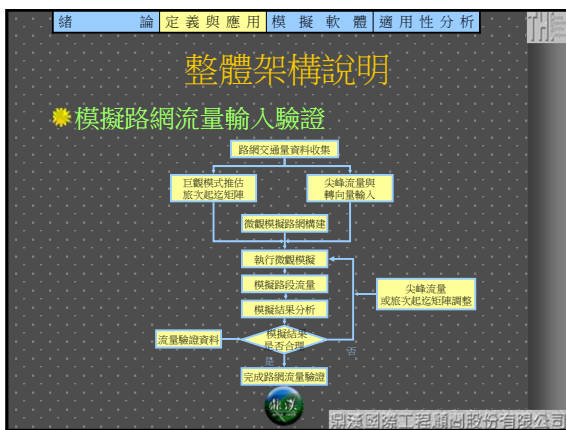 緒論 定義與應用 模擬軟體 適用性分析
THE
整體架構說明
模擬路網流量輸入驗證
路網交通量資料收集
巨觀模式推估
旅次起迄矩陣
尖峰流量與
轉向量輸入
微觀模擬路網構建
執行微觀模擬
模擬路段流量
尖峰流量
或旅次起迄矩陣調整
模擬結果分析
流量驗證資料
模擬結果
是否合理
否
是
完成路網流量驗證
鼎漢
鼎漢國際工程顧問股份有限公司